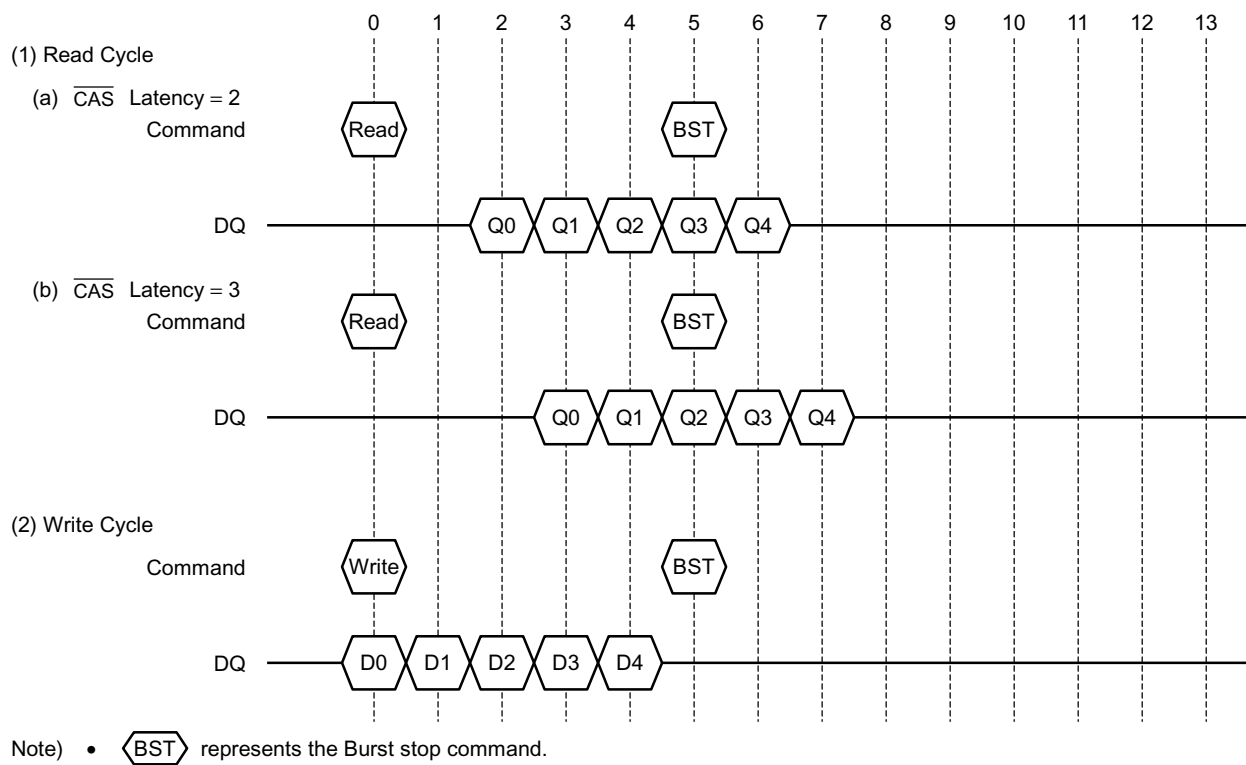 0 1 2 3 4 5 6 7 8 9 10 11 12 13
(1) Read Cycle
(a) CAS Latency = 2
Command Read BST
DQ Q0 Q1 Q2 Q3 Q4
(b) CAS Latency = 3
Command Read BST
DQ Q0 Q1 Q2 Q3 Q4
(2) Write Cycle
Command Write BST
DQ D0 D1 D2 D3 D4
Note) • BST represents the Burst stop command.